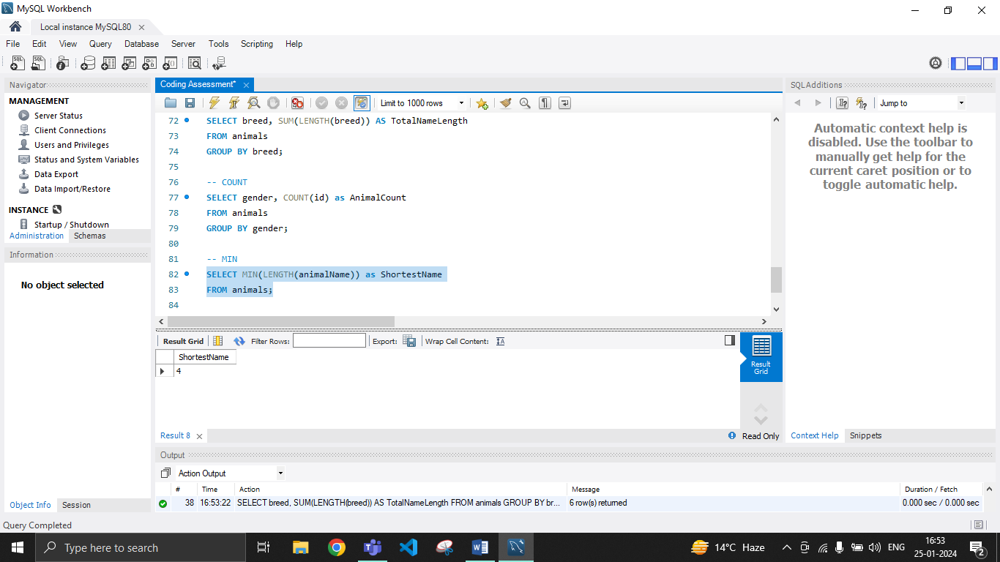 MySQL Workbench
Local instance MySQL80
File Edit View Query Database Server Tools Scripting Help
Navigator
MANAGEMENT
Server Status
Client Connections
Users and Privileges
Status and System Variables
Data Export
Data Import/Restore
INSTANCE
Startup / Shutdown
Administration Schemas
Information
No object selected
Object Info Session
Coding Assessment*
Limit to 1000 rows
72 SELECT breed, SUM(LENGTH(breed)) AS TotalNameLength
73 FROM animals
74 GROUP BY breed;
75
76 -- COUNT
77 SELECT gender, COUNT(id) as AnimalCount
78 FROM animals
79 GROUP BY gender;
80
81 -- MIN
82 SELECT MIN(LENGTH(animalName)) as ShortestName
83 FROM animals;
84
Result Grid Filter Rows: Export: Wrap Cell Content:
ShortestName
4
Result Grid
Result 8
Read Only
SQLAdditions
Jump to
Automatic context help is
disabled. Use the toolbar to
manually get help for the
current caret position or to
toggle automatic help.
Context Help Snippets
Output
Action Output
# Time Action Message Duration / Fetch
38 16:53:22 SELECT breed, SUM(LENGTH(breed)) AS TotalNameLength FROM animals GROUP BY br... 6 row(s) returned 0.000 sec / 0.000 sec
Query Completed
Type here to search
14°C Haze
ENG
16:53
25-01-2024
2